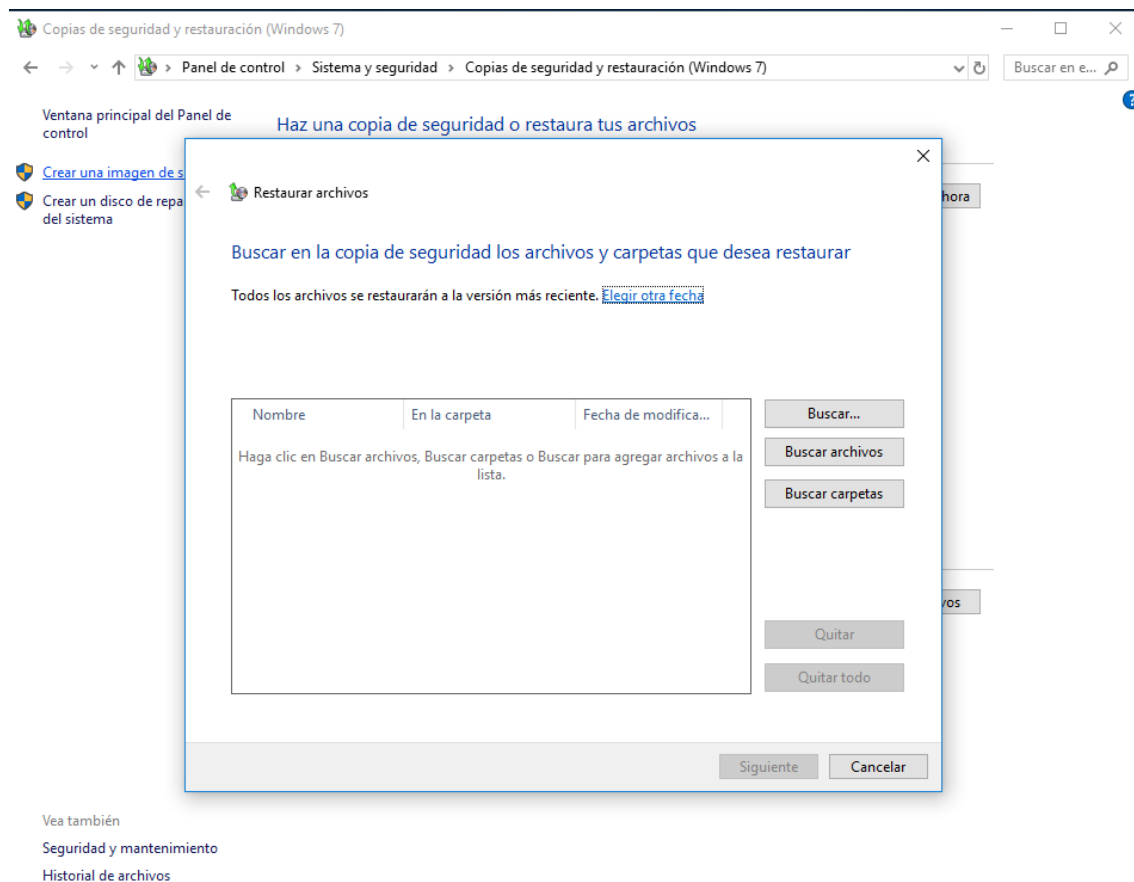 Copias de seguridad y restauración (Windows 7)
Panel de control > Sistema y seguridad > Copias de seguridad y restauración (Windows 7)
Buscar en e...
Ventana principal del Panel de
control
Haz una copia de seguridad o restaura tus archivos
Crear una imagen de s
Crear un disco de repa
del sistema
hora
Restaurar archivos
Buscar en la copia de seguridad los archivos y carpetas que desea restaurar
Todos los archivos se restaurarán a la versión más reciente. Elegir otra fecha
Nombre En la carpeta Fecha de modifica...
Haga clic en Buscar archivos, Buscar carpetas o Buscar para agregar archivos a la
lista.
Buscar...
Buscar archivos
Buscar carpetas
vos
Quitar
Quitar todo
Siguiente Cancelar
Vea también
Seguridad y mantenimiento
Historial de archivos